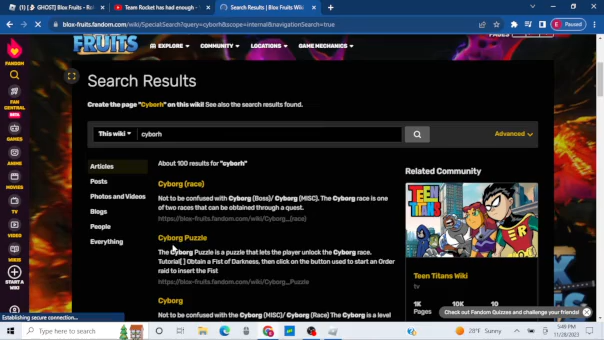 [👻 GHOST] Blox Fruits - Ro
Team Rocket has had enough -
Search Results | Blox Fruits Wiki
blox-fruits.fandom.com/wiki/Special:Search?query=cyborh&scope=internal&navigationSearch=true
Paused
FRUITS
EXPLORE
COMMUNITY
LOCATIONS
GAME MECHANICS
PAGES
FANDOM
FAN CENTRAL
BETA
GAMES
ANIME
MOVIES
TV
VIDEO
WIKIS
START A WIKI
Search Results
Create the page "Cyborh" on this wiki! See also the search results found.
This wiki
cyborh
Advanced
Articles
Posts
Photos and Videos
Blogs
People
Everything
About 100 results for "cyborh"
Cyborg (race)
Not to be confused with Cyborg (Boss)/ Cyborg (MISC). The Cyborg race is one
of two races that can be obtained through a quest.
https://blox-fruits.fandom.com/wiki/Cyborg_(race)
Cyborg Puzzle
The Cyborg Puzzle is a puzzle that lets the player unlock the Cyborg race.
Tutorial[ ] Obtain a Fist of Darkness, then click on the button used to start an Order
raid to insert the Fist
https://blox-fruits.fandom.com/wiki/Cyborg_Puzzle
Cyborg
Not to be confused with the Cyborg (MISC)/ Cyborg (Race) The Cyborg is a level
Related Community
TEEN TITANS
Teen Titans Wiki
tv
1K
10K
Pages
Check out Fandom Quizzes and challenge your friends!
Establishing secure connection...
Type here to search
28°F Sunny
5:49 PM
11/28/2023